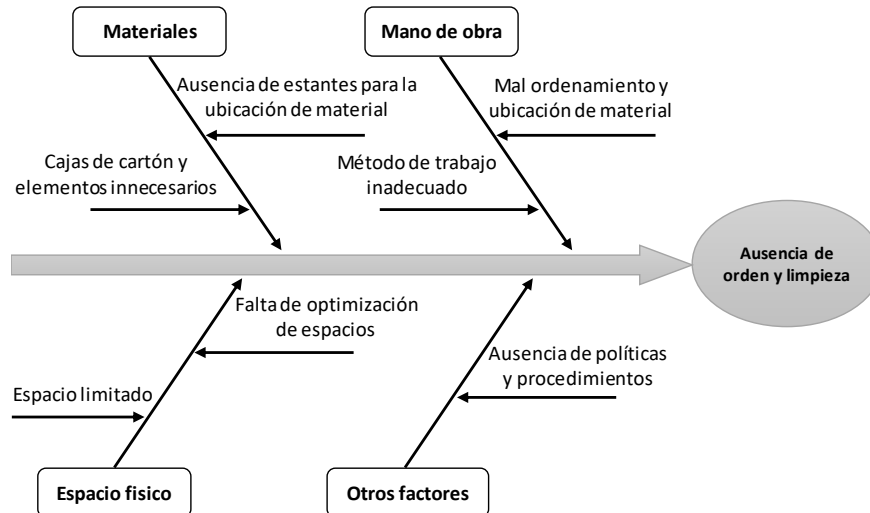 Materiales
Mano de obra
Ausencia de estantes para la
ubicación de material
Mal ordenamiento y
ubicación de material
Cajas de cartón y
elementos innecesarios
Método de trabajo
inadecuado
Ausencia de
orden y limpieza
Falta de optimización
de espacios
Ausencia de políticas
y procedimientos
Espacio limitado
Espacio fisico
Otros factores